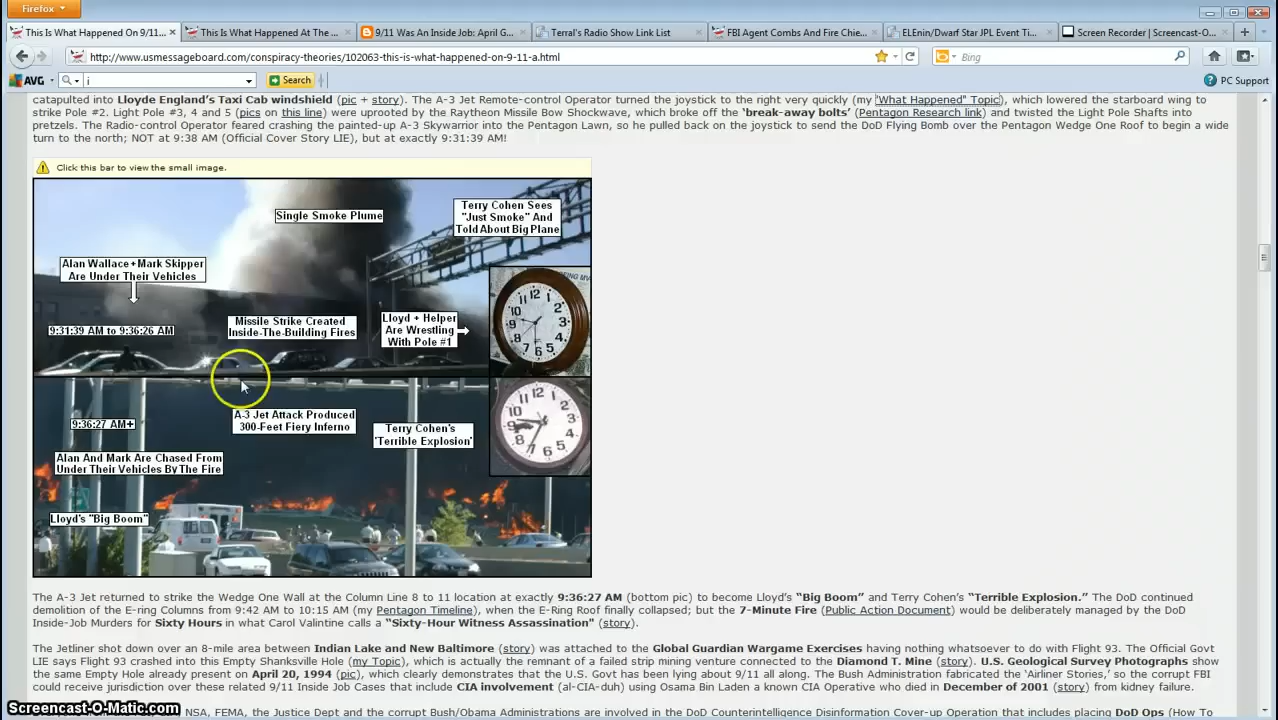 Firefox
This Is What Happened On 9/11...
This Is What Happened At The ...
9/11 Was An Inside Job: April G...
Terral's Radio Show Link List
FBI Agent Combs And Fire Chie...
ELEnin/Dwarf Star JPL Event Ti...
Screen Recorder | Screencast-O...
http://www.usmessageboard.com/conspiracy-theories/102063-this-is-what-happened-on-9-11-a.html
Bing
AVG
i
Search
PC Support
catapulted into Lloyde England's Taxi Cab windshield (pic + story). The A-3 Jet Remote-control Operator turned the joystick to the right very quickly (my "What Happened" Topic), which lowered the starboard wing to
strike Pole #2. Light Pole #3, 4 and 5 (pics on this line) were uprooted by the Raytheon Missile Bow Shockwave, which broke off the 'break-away bolts' (Pentagon Research link) and twisted the Light Pole Shafts into
pretzels. The Radio-control Operator feared crashing the painted-up A-3 Skywarrior into the Pentagon Lawn, so he pulled back on the joystick to send the DoD Flying Bomb over the Pentagon Wedge One Roof to begin a wide
turn to the north; NOT at 9:38 AM (Official Cover Story LIE), but at exactly 9:31:39 AM!
Click this bar to view the small image.
Single Smoke Plume
Terry Cohen Sees
"Just Smoke" And
Told About Big Plane
Alan Wallace + Mark Skipper
Are Under Their Vehicles
9:31:39 AM to 9:36:26 AM
Missile Strike Created
Inside-The-Building Fires
Lloyd + Helper
Are Wrestling
With Pole #1
A-3 Jet Attack Produced
300-Feet Fiery Inferno
9:36:27 AM+
Terry Cohen's
'Terrible Explosion'
Alan And Mark Are Chased From
Under Their Vehicles By The Fire
Lloyd's "Big Boom"
The A-3 Jet returned to strike the Wedge One Wall at the Column Line 8 to 11 location at exactly 9:36:27 AM (bottom pic) to become Lloyd's "Big Boom" and Terry Cohen's "Terrible Explosion." The DoD continued
demolition of the E-ring Columns from 9:42 AM to 10:15 AM (my Pentagon Timeline), when the E-Ring Roof finally collapsed; but the 7-Minute Fire (Public Action Document) would be deliberately managed by the DoD
Inside-Job Murders for Sixty Hours in what Carol Valintine calls a "Sixty-Hour Witness Assassination" (story).
The Jetliner shot down over an 8-mile area between Indian Lake and New Baltimore (story) was attached to the Global Guardian Wargame Exercises having nothing whatsoever to do with Flight 93. The Official Govt
LIE says Flight 93 crashed into this Empty Shanksville Hole (my Topic), which is actually the remnant of a failed strip mining venture connected to the Diamond T. Mine (story). U.S. Geological Survey Photographs show
the same Empty Hole already present on April 20, 1994 (pic), which clearly demonstrates that the U.S. Govt has been lying about 9/11 all along. The Bush Administration fabricated the 'Airliner Stories,' so the corrupt FBI
could receive jurisdiction over these related 9/11 Inside Job Cases that include CIA involvement (al-CIA-duh) using Osama Bin Laden a known CIA Operative who died in December of 2001 (story) from kidney failure.
NSA, FEMA, the Justice Dept and the corrupt Bush/Obama Administrations are involved in the DoD Counterintelligence Disinformation Cover-up Operation that includes placing DoD Ops (How To
Screencast-O-Matic.com